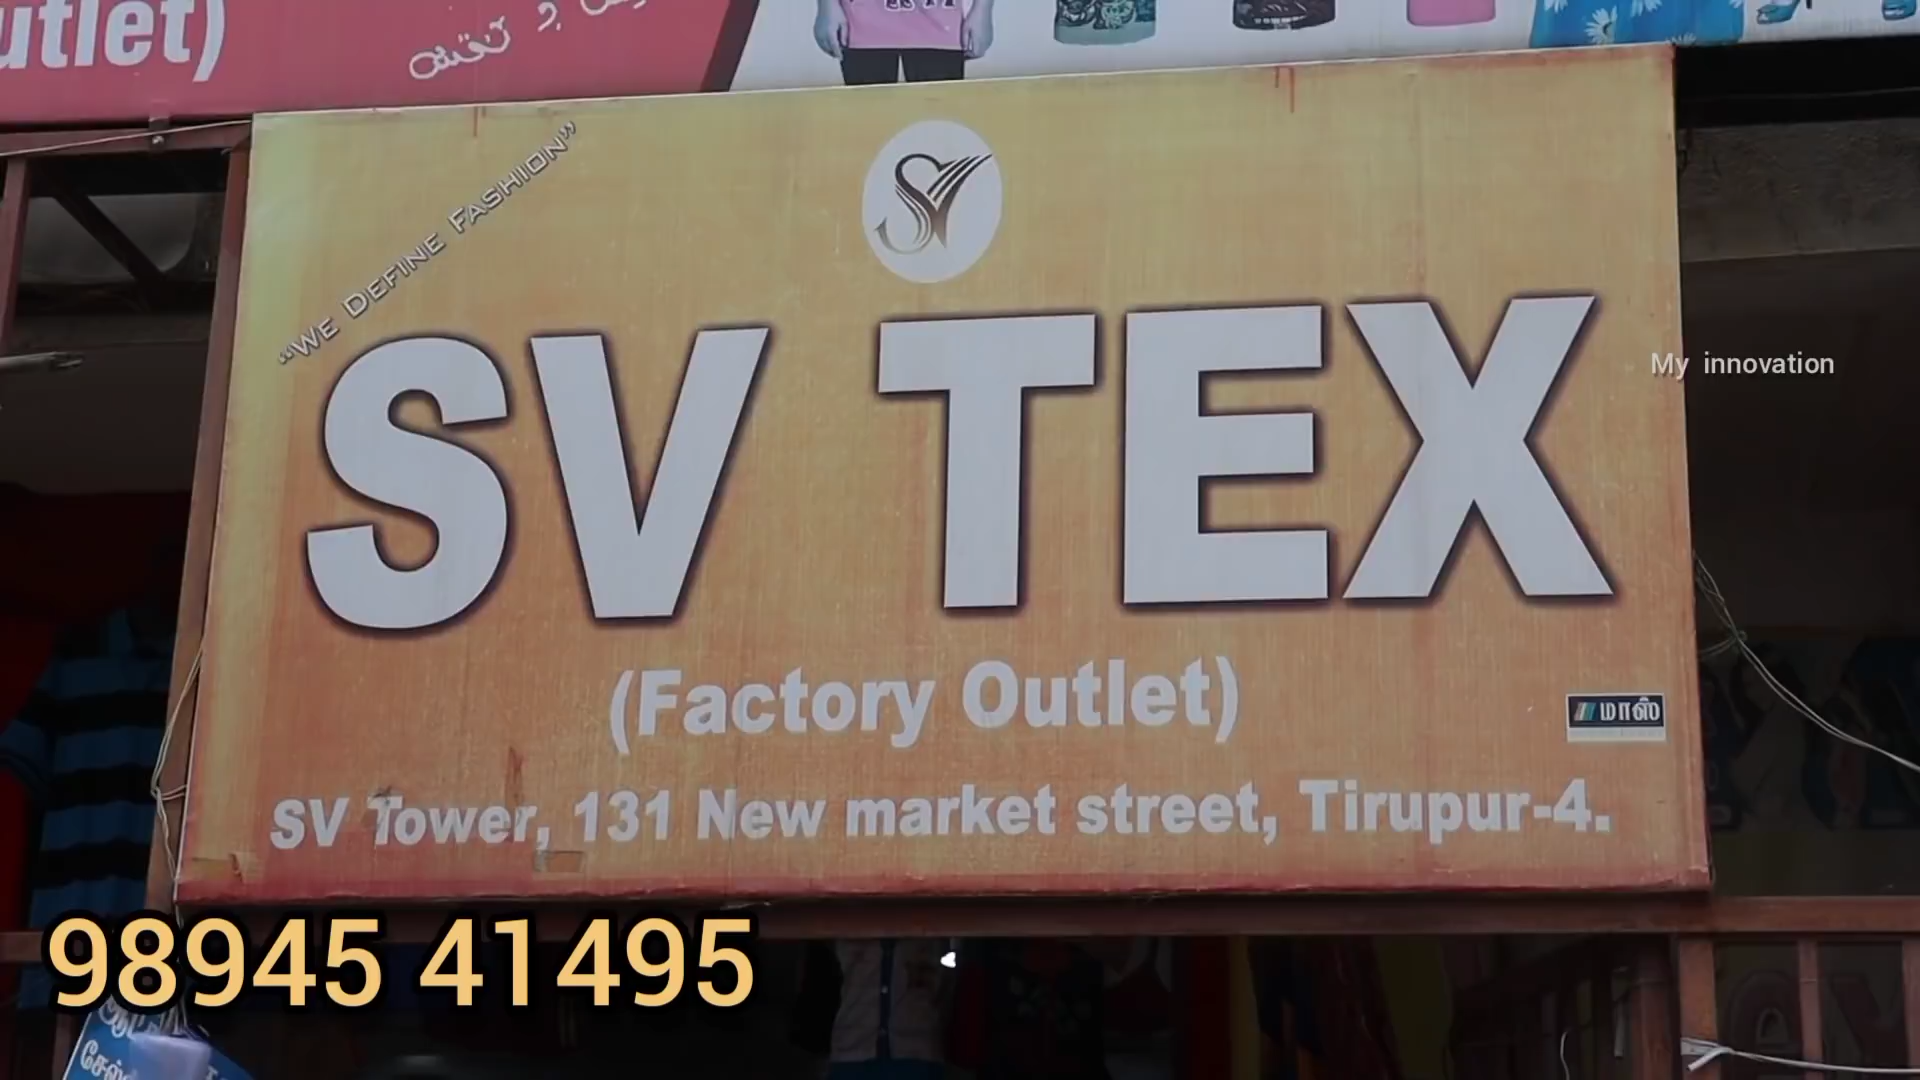 utlet)
"WE DEFINE FASHION"
SV
SV TEX
My innovation
(Factory Outlet)
மாஸ்
SV Tower, 131 New market street, Tirupur-4.
98945 41495